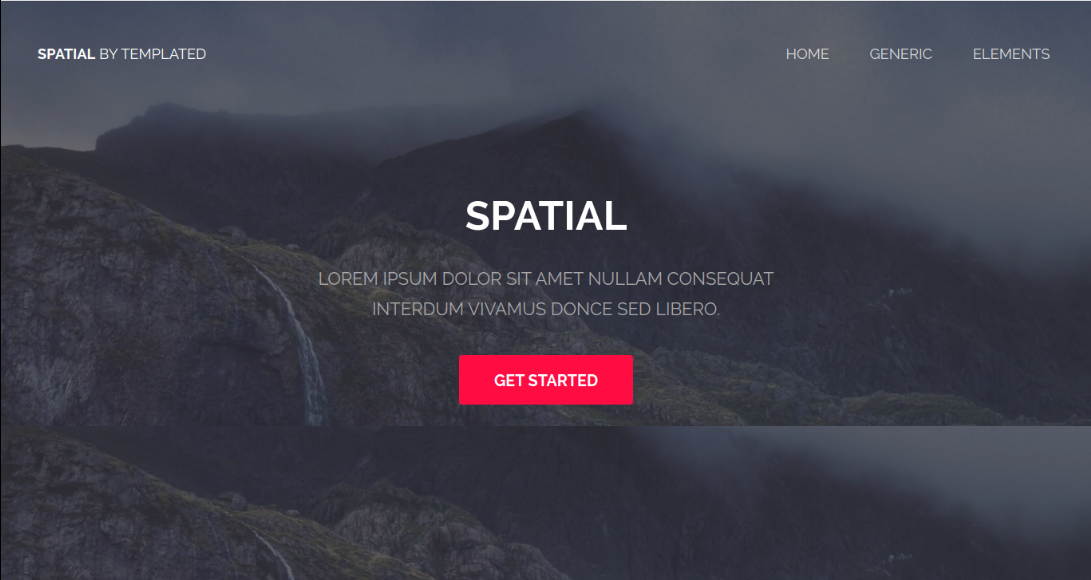 SPATIAL BY TEMPLATED
HOME GENERIC ELEMENTS
SPATIAL
LOREM IPSUM DOLOR SIT AMET NULLAM CONSEQUAT
INTERDUM VIVAMUS DONCE SED LIBERO.
GET STARTED